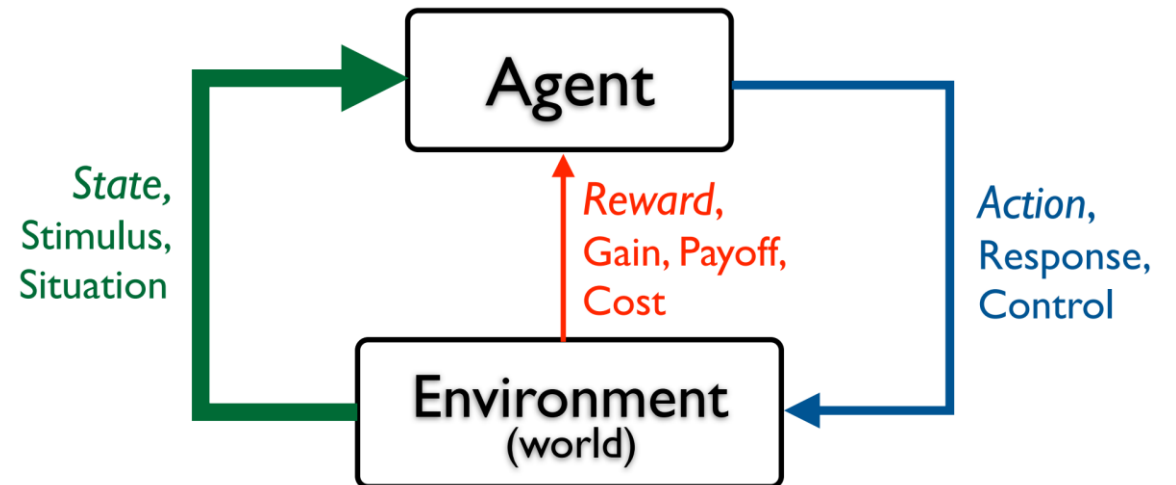 Agent
State,
Stimulus,
Situation
Reward,
Gain, Payoff,
Cost
Action,
Response,
Control
Environment
(world)